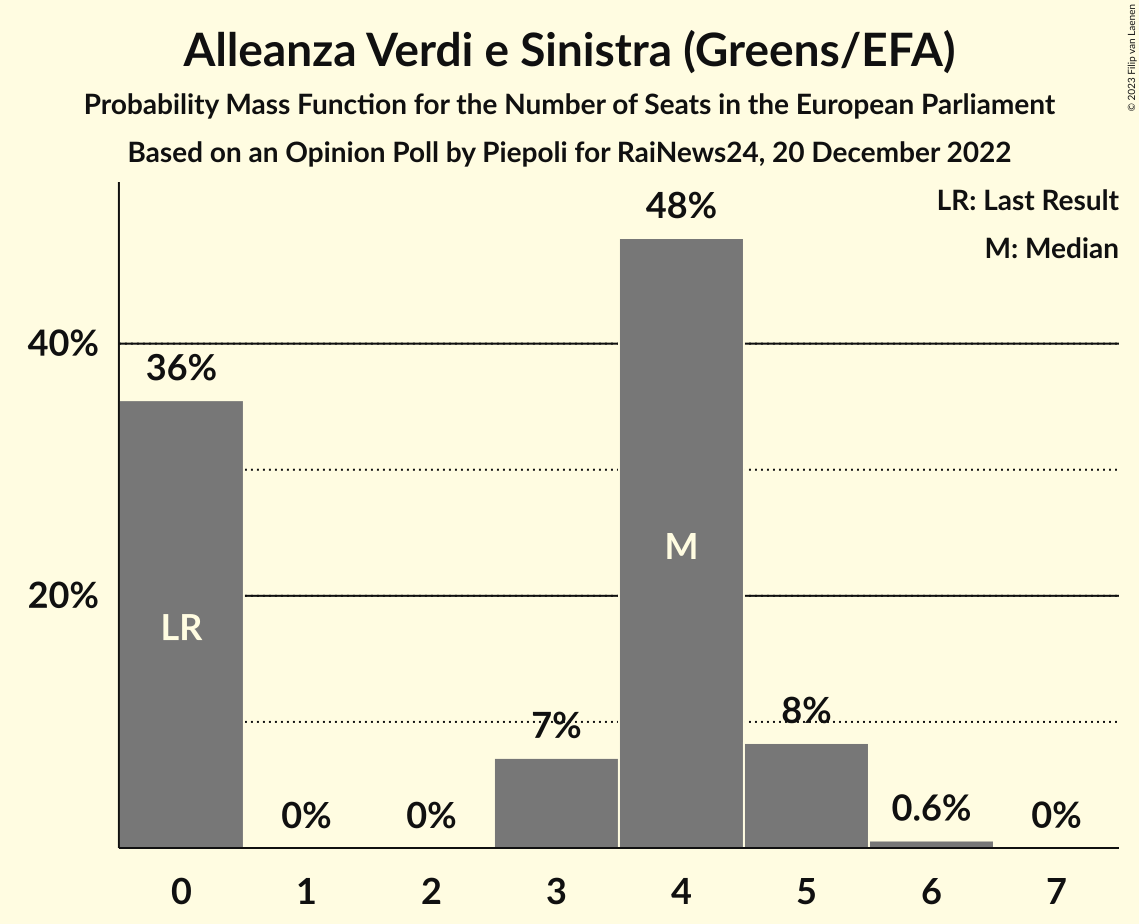 Alleanza Verdi e Sinistra (Greens/EFA)
Probability Mass Function for the Number of Seats in the European Parliament
Based on an Opinion Poll by Piepoli for RaiNews24, 20 December 2022
© 2023 Filip van Laenen
LR: Last Result
M: Median
48%
40%
36%
M
20%
LR
7%
8%
0%
0%
0.6%
0%
0 1 2 3 4 5 6 7